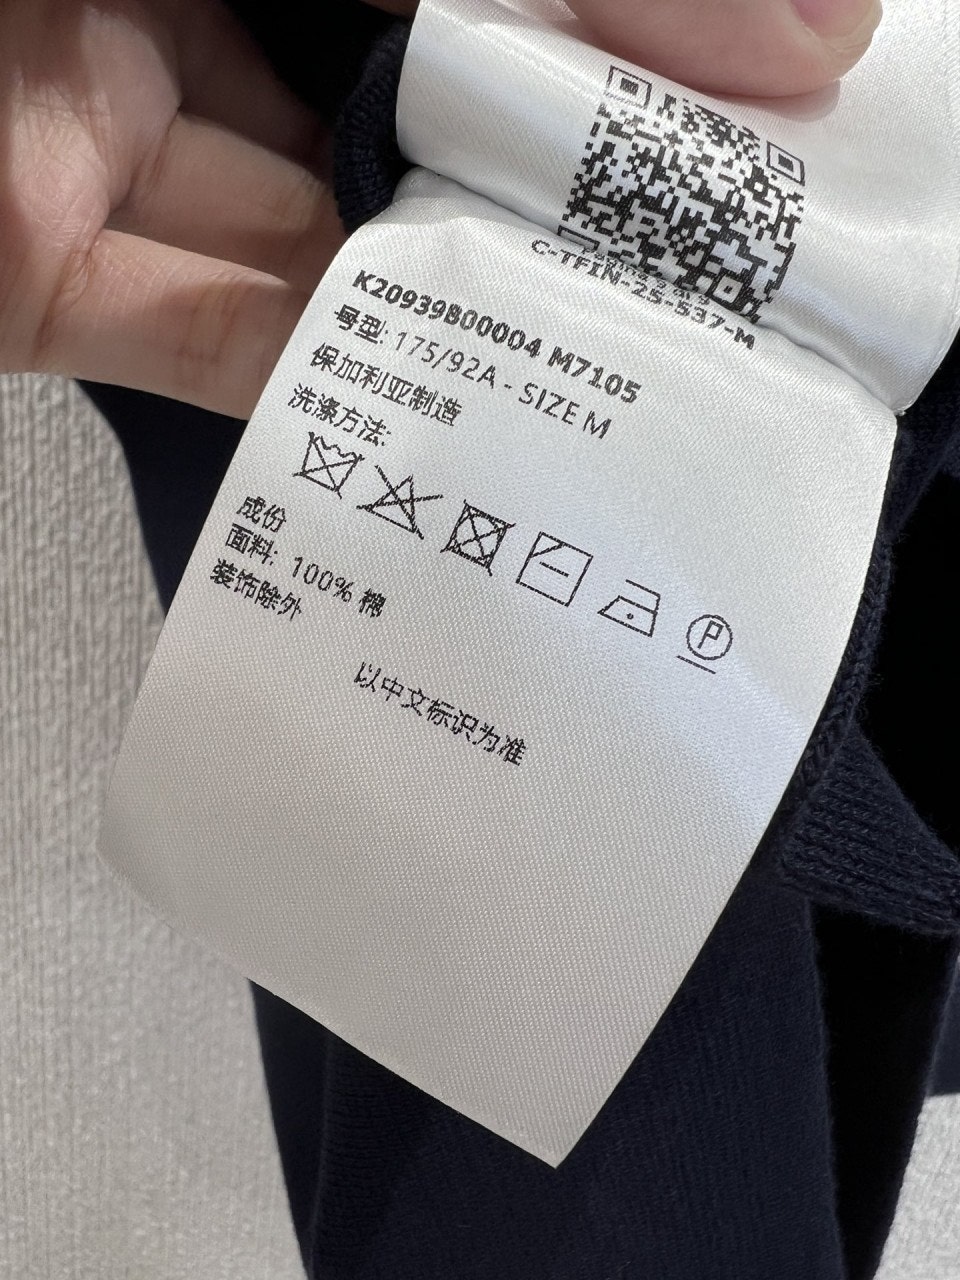 C-TFIN-25-537-M
K20939B00004 M7105
号型: 175/92A - SIZE M
保加利亚制造
洗涤方法:
P
成份
面料: 100% 棉
装饰除外
以中文标识为准